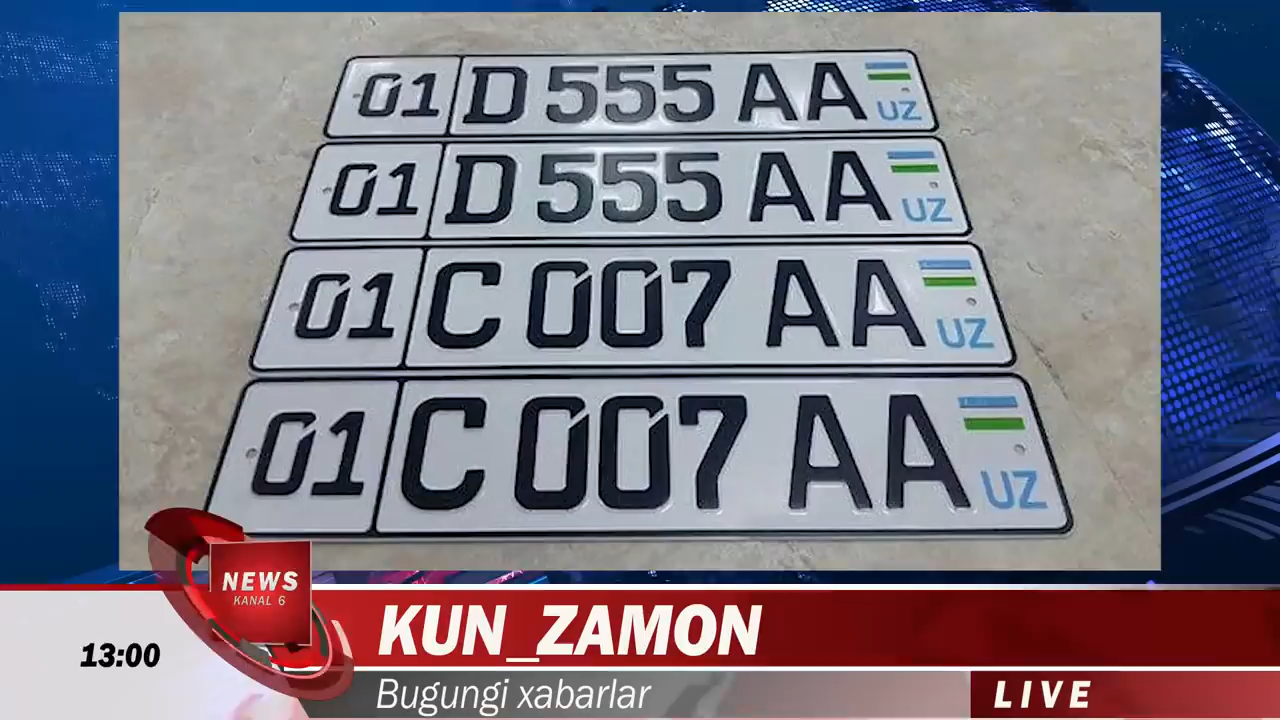 01 D 555 AA UZ
01 D 555 AA UZ
01 C 007 AA UZ
01 C 007 AA UZ
NEWS
KANAL 6
KUN_ZAMON
13:00
Bugungi xabarlar
LIVE